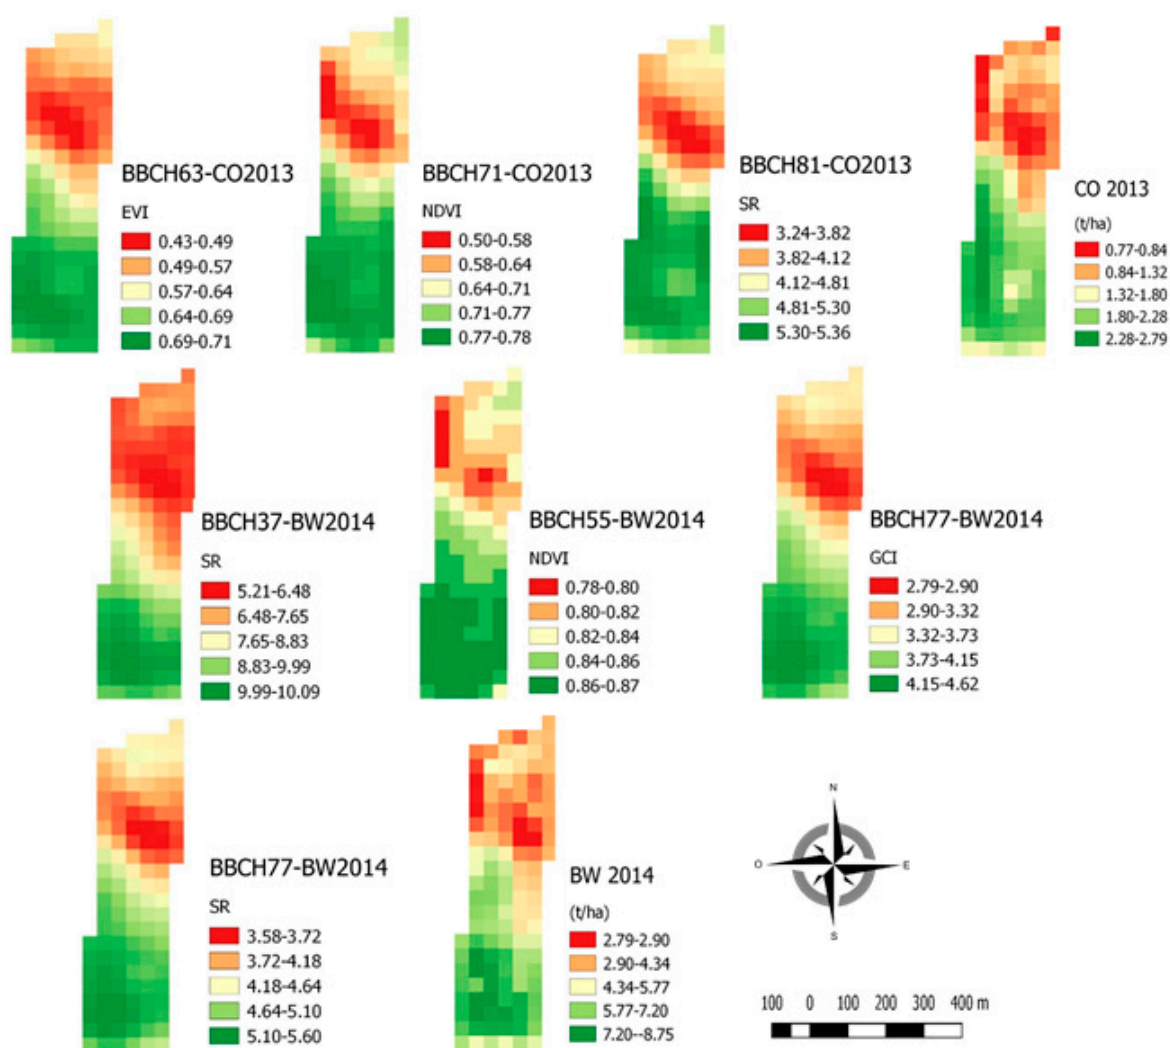 BBCH63-CO2013
EVI
0.43-0.49
0.49-0.57
0.57-0.64
0.64-0.69
0.69-0.71
BBCH71-CO2013
NDVI
0.50-0.58
0.58-0.64
0.64-0.71
0.71-0.77
0.77-0.78
BBCH81-CO2013
SR
3.24-3.82
3.82-4.12
4.12-4.81
4.81-5.30
5.30-5.36
CO 2013
(t/ha)
0.77-0.84
0.84-1.32
1.32-1.80
1.80-2.28
2.28-2.79
BBCH37-BW2014
SR
5.21-6.48
6.48-7.65
7.65-8.83
8.83-9.99
9.99-10.09
BBCH55-BW2014
NDVI
0.78-0.80
0.80-0.82
0.82-0.84
0.84-0.86
0.86-0.87
BBCH77-BW2014
GCI
2.79-2.90
2.90-3.32
3.32-3.73
3.73-4.15
4.15-4.62
BBCH77-BW2014
SR
3.58-3.72
3.72-4.18
4.18-4.64
4.64-5.10
5.10-5.60
BW 2014
(t/ha)
2.79-2.90
2.90-4.34
4.34-5.77
5.77-7.20
7.20--8.75
N
O E
S
100 0 100 200 300 400 m